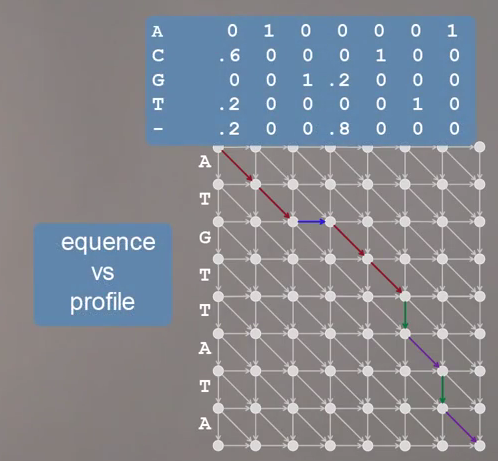 A 0 1 0 0 0 0 1
C .6 0 0 0 1 0 0
G 0 0 1 .2 0 0 0
T .2 0 0 0 0 1 0
- .2 0 0 .8 0 0 0
A
T
G
T
T
A
T
A
equence
vs
profile